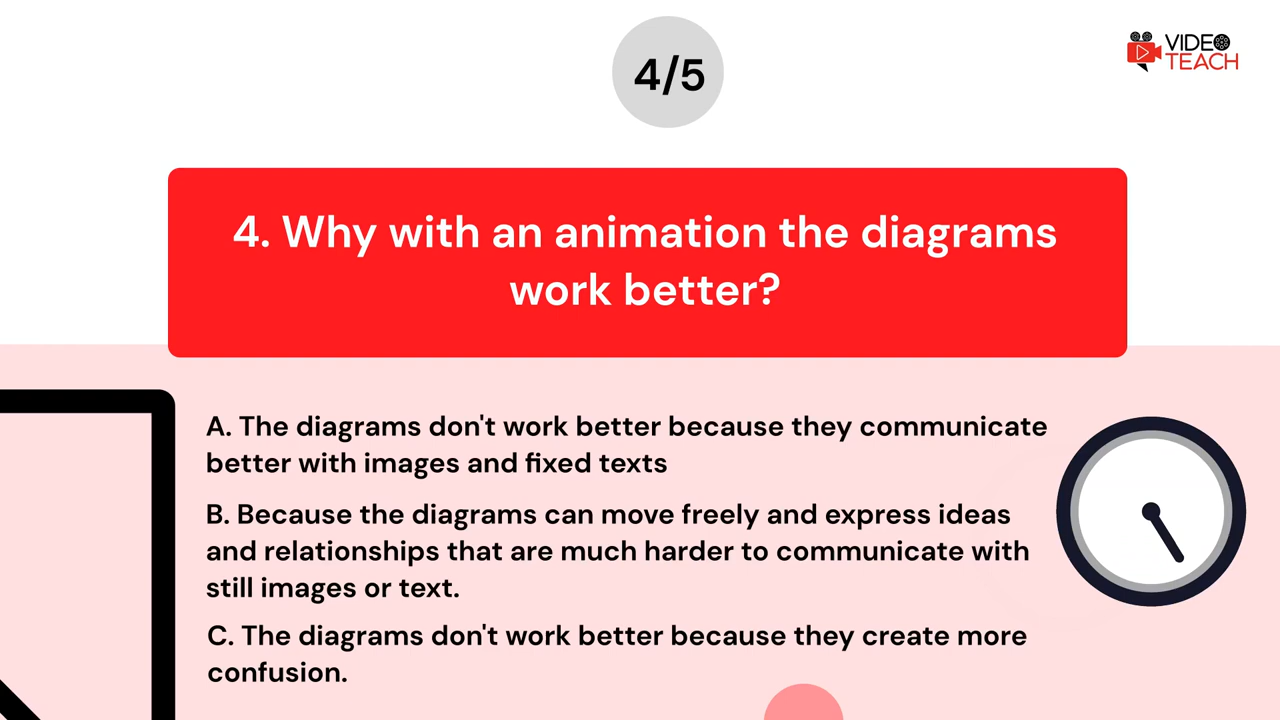 4/5
VIDEO
TEACH
4. Why with an animation the diagrams
work better?
A. The diagrams don't work better because they communicate
better with images and fixed texts
B. Because the diagrams can move freely and express ideas
and relationships that are much harder to communicate with
still images or text.
C. The diagrams don't work better because they create more
confusion.